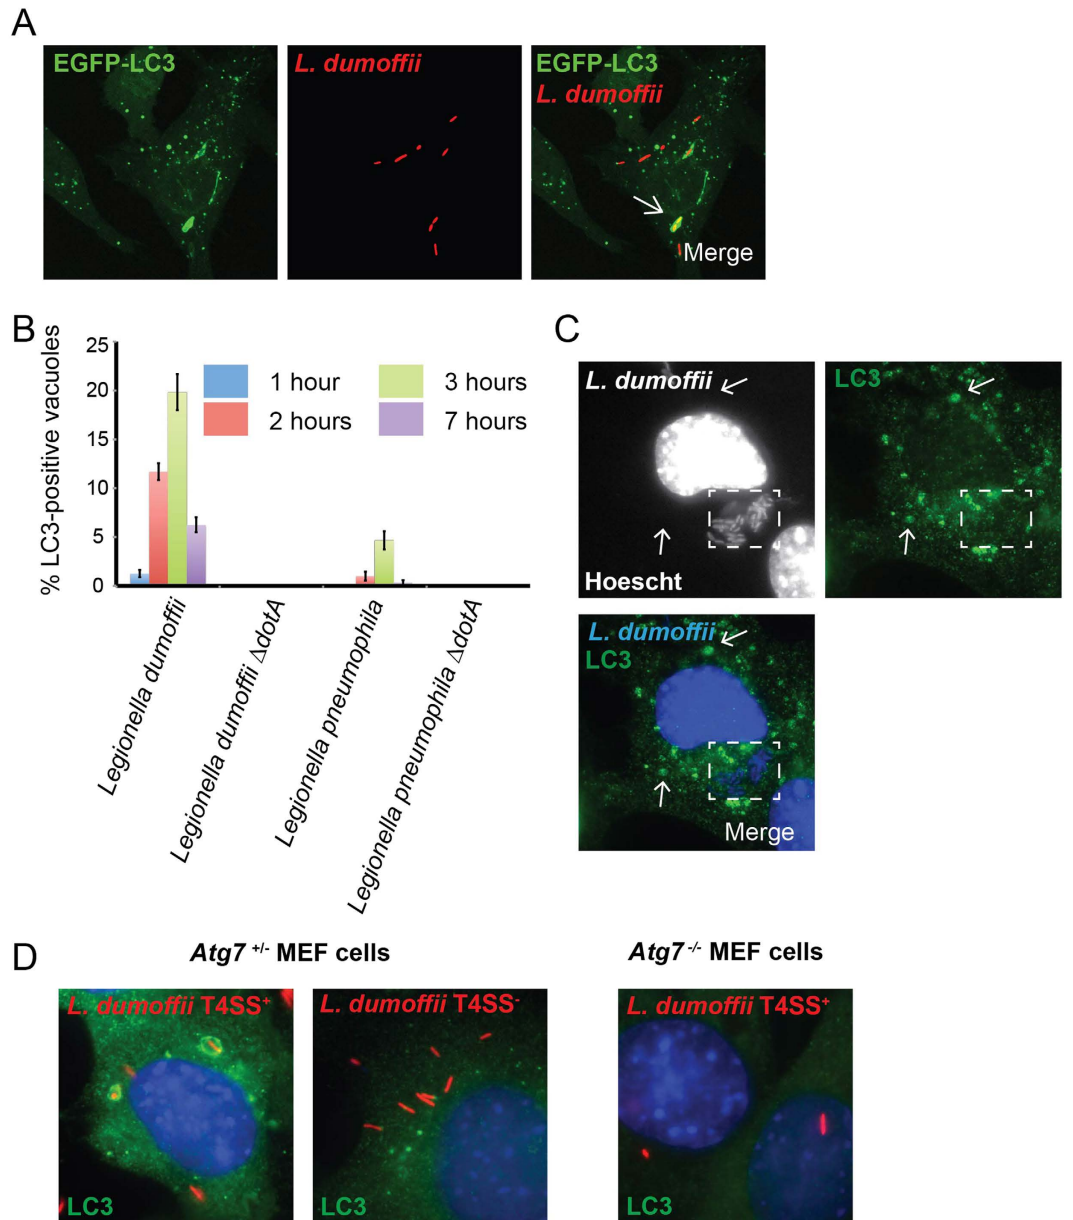 A
EGFP-LC3
L. dumoffii
EGFP-LC3
L. dumoffii
Merge
B
% LC3-positive vacuoles
25
20
15
10
5
0
1 hour
2 hours
3 hours
7 hours
Legionella dumoffii
Legionella dumoffii ΔdotA
Legionella pneumophila
Legionella pneumophila ΔdotA
C
L. dumoffii
Hoescht
LC3
L. dumoffii
LC3
Merge
D
Atg7 +/- MEF cells
Atg7 -/- MEF cells
L. dumoffii T4SS+
LC3
L. dumoffii T4SS-
L. dumoffii T4SS+
LC3